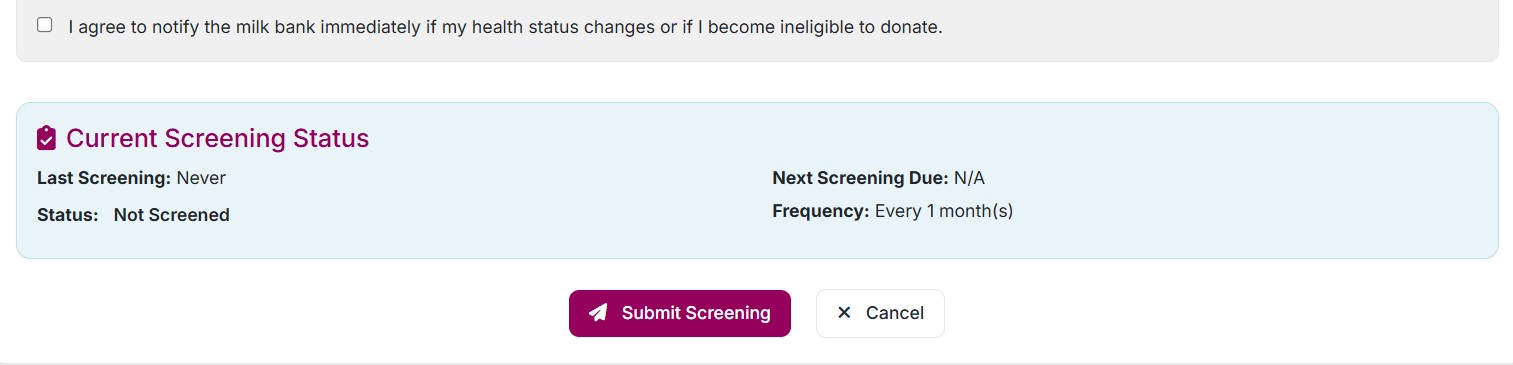 I agree to notify the milk bank immediately if my health status changes or if I become ineligible to donate.
Current Screening Status
Last Screening: Never
Next Screening Due: N/A
Status: Not Screened
Frequency: Every 1 month(s)
Submit Screening
Cancel